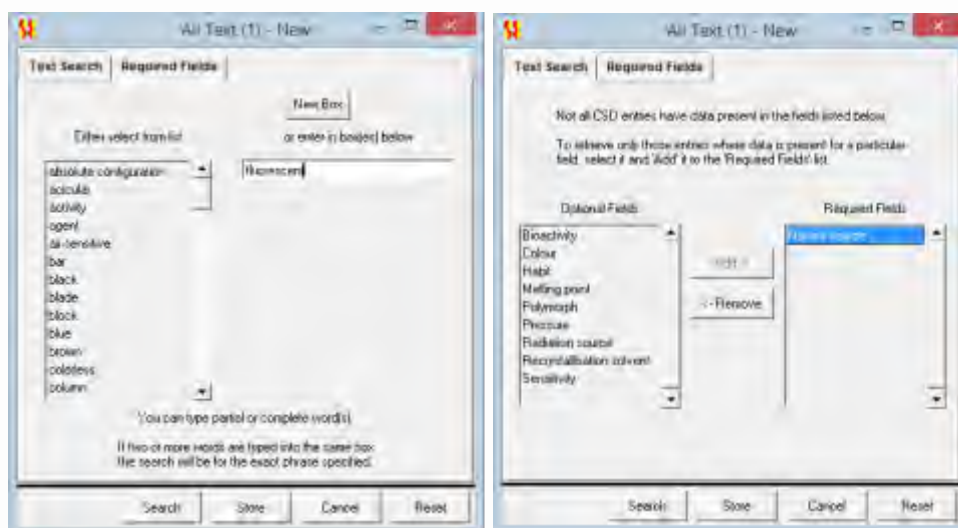 All Text (1) - New
Text Search
Required Fields
New Box
Either select from list
or enter in box(es) below
absolute configuration
acicular
activity
agent
air-sensitive
bar
black
blade
block
blue
brown
colorless
column
fluorescent
You can type partial or complete word(s)
If two or more words are typed into the same box
the search will be for the exact phrase specified.
Search
Store
Cancel
Reset
All Text (1) - New
Text Search
Required Fields
Not all CSD entries have data present in the fields listed below.
To retrieve only those entries where data is present for a particular
field, select it and 'Add' it to the 'Required Fields' list.
Optional Fields
Required Fields
Bioactivity
Colour
Habit
Melting point
Polymorph
Pressure
Radiation source
Recrystallisation solvent
Sensitivity
Add ->
<- Remove
Natural source
Search
Store
Cancel
Reset